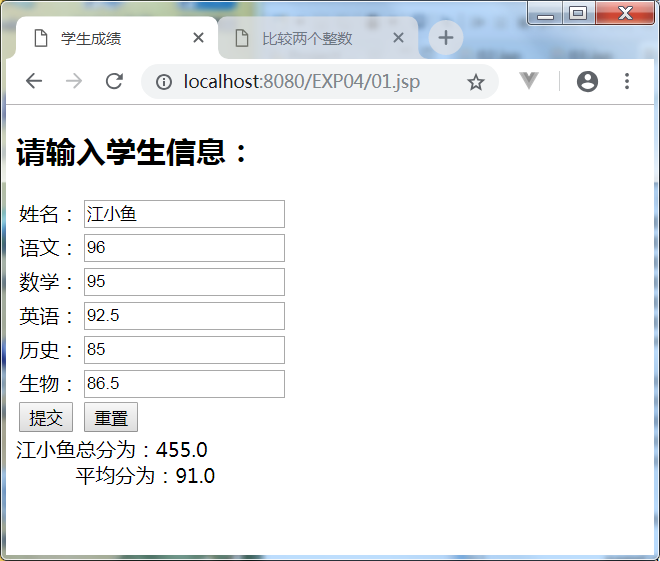 学生成绩
比较两个整数
localhost:8080/EXP04/01.jsp
请输入学生信息：
姓名： 江小鱼
语文： 96
数学： 95
英语： 92.5
历史： 85
生物： 86.5
提交 重置
江小鱼总分为：455.0
平均分为：91.0